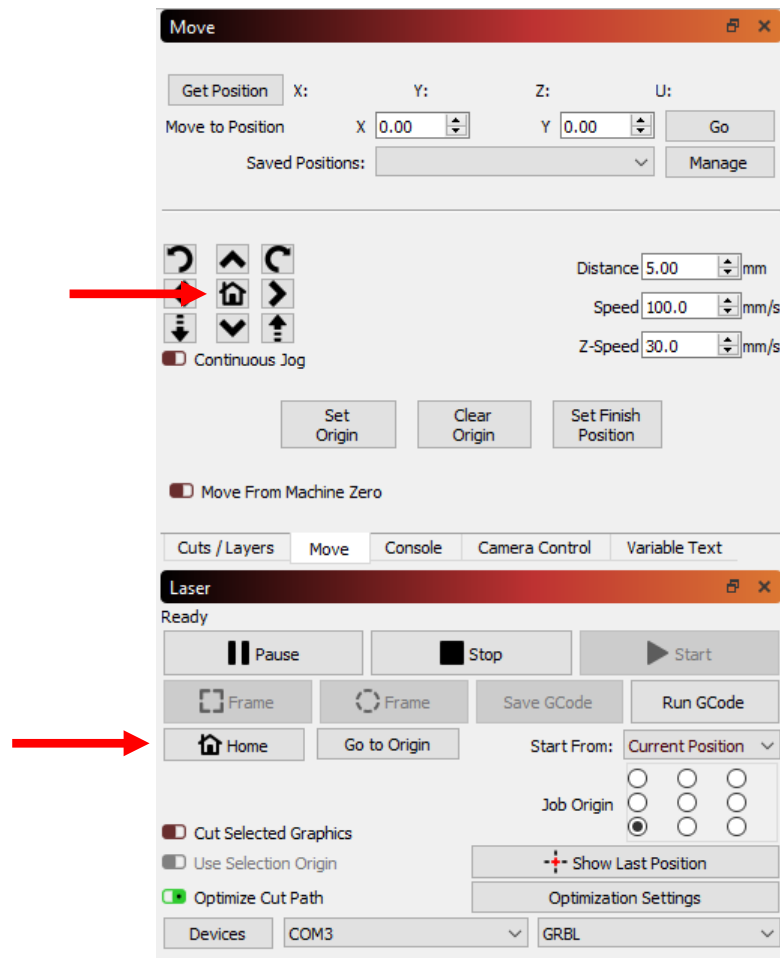 Move
Get Position X: Y: Z: U:
Move to Position X 0.00 Y 0.00 Go
Saved Positions: Manage
Distance 5.00 mm
Speed 100.0 mm/s
Z-Speed 30.0 mm/s
Continuous Jog
Set Origin Clear Origin Set Finish Position
Move From Machine Zero
Cuts / Layers Move Console Camera Control Variable Text
Laser
Ready
Pause Stop Start
Frame Frame Save GCode Run GCode
Home Go to Origin Start From: Current Position
Job Origin
Cut Selected Graphics
Use Selection Origin Show Last Position
Optimize Cut Path Optimization Settings
Devices COM3 GRBL